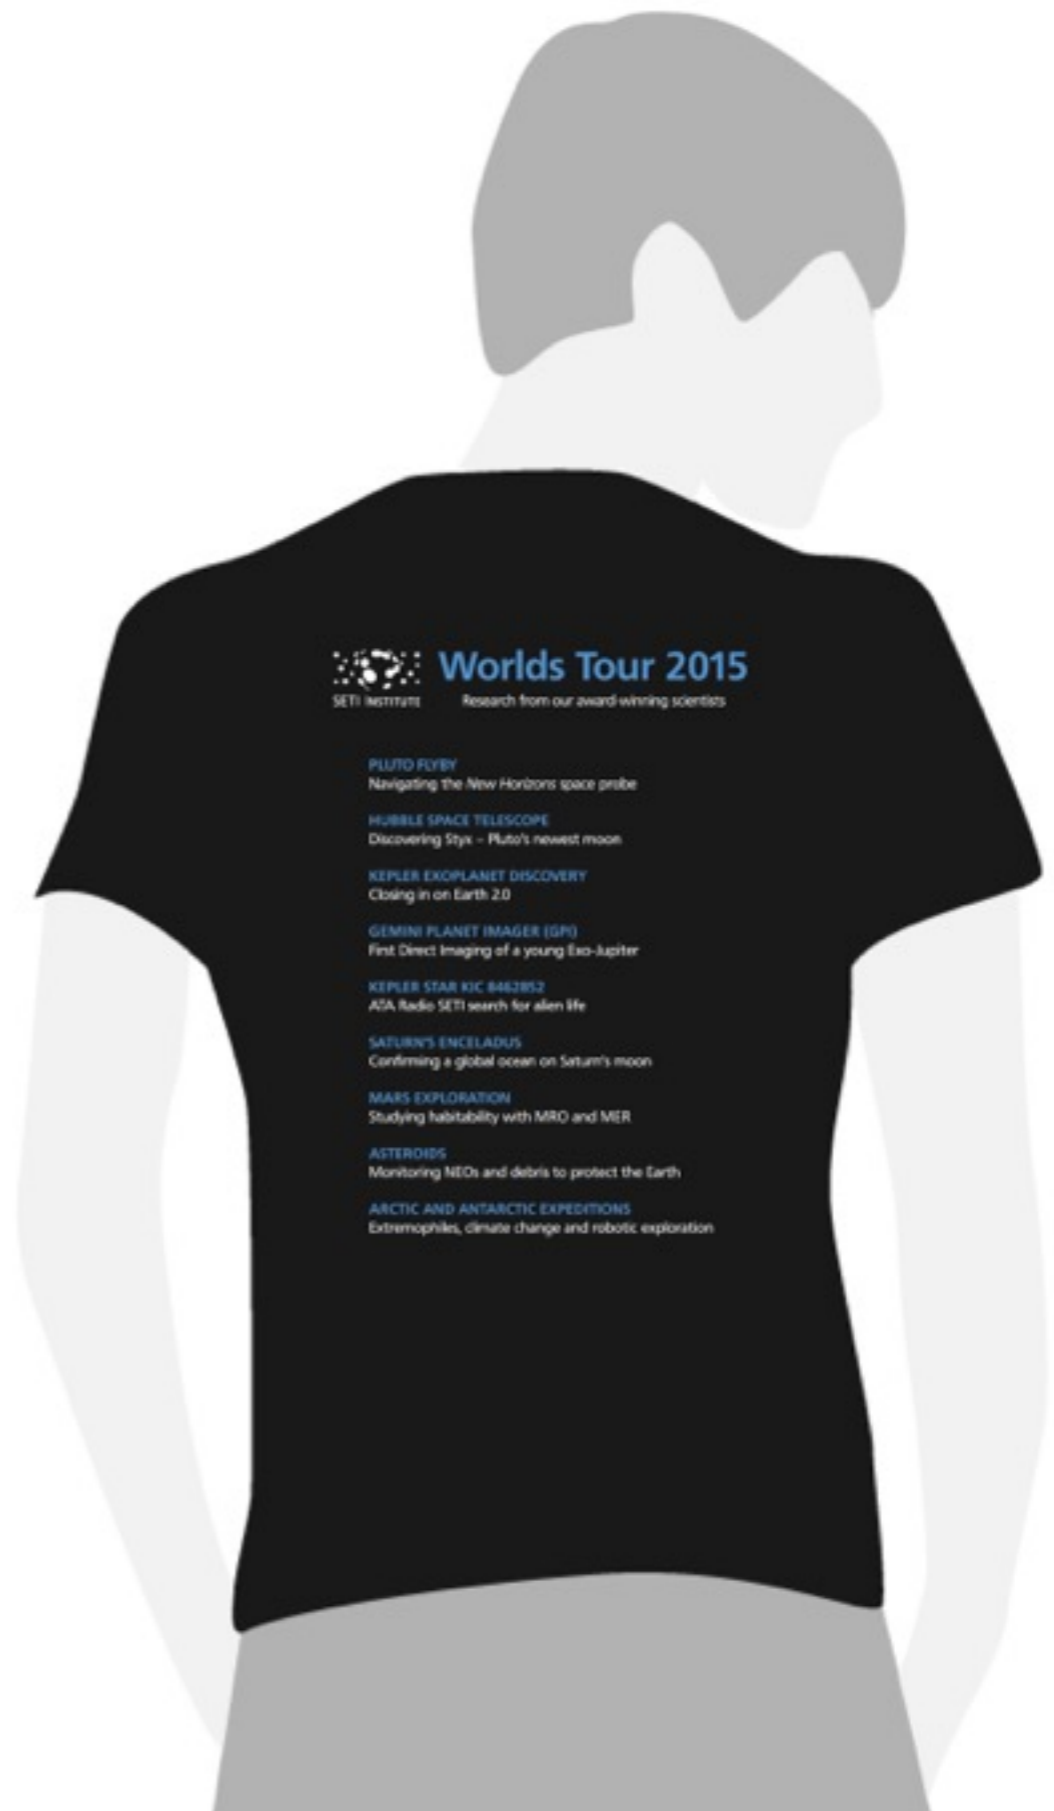 Worlds Tour 2015
SETI INSTITUTE
Research from our award-winning scientists
PLUTO FLYBY
Navigating the New Horizons space probe
HUBBLE SPACE TELESCOPE
Discovering Styx – Pluto's newest moon
KEPLER EXOPLANET DISCOVERY
Closing in on Earth 2.0
GEMINI PLANET IMAGER (GPI)
First Direct Imaging of a young Exo-Jupiter
KEPLER STAR KIC 8462852
ATA Radio SETI search for alien life
SATURN'S ENCELADUS
Confirming a global ocean on Saturn's moon
MARS EXPLORATION
Studying habitability with MRO and MER
ASTEROIDS
Monitoring NEOs and debris to protect the Earth
ARCTIC AND ANTARCTIC EXPEDITIONS
Extremophiles, climate change and robotic exploration